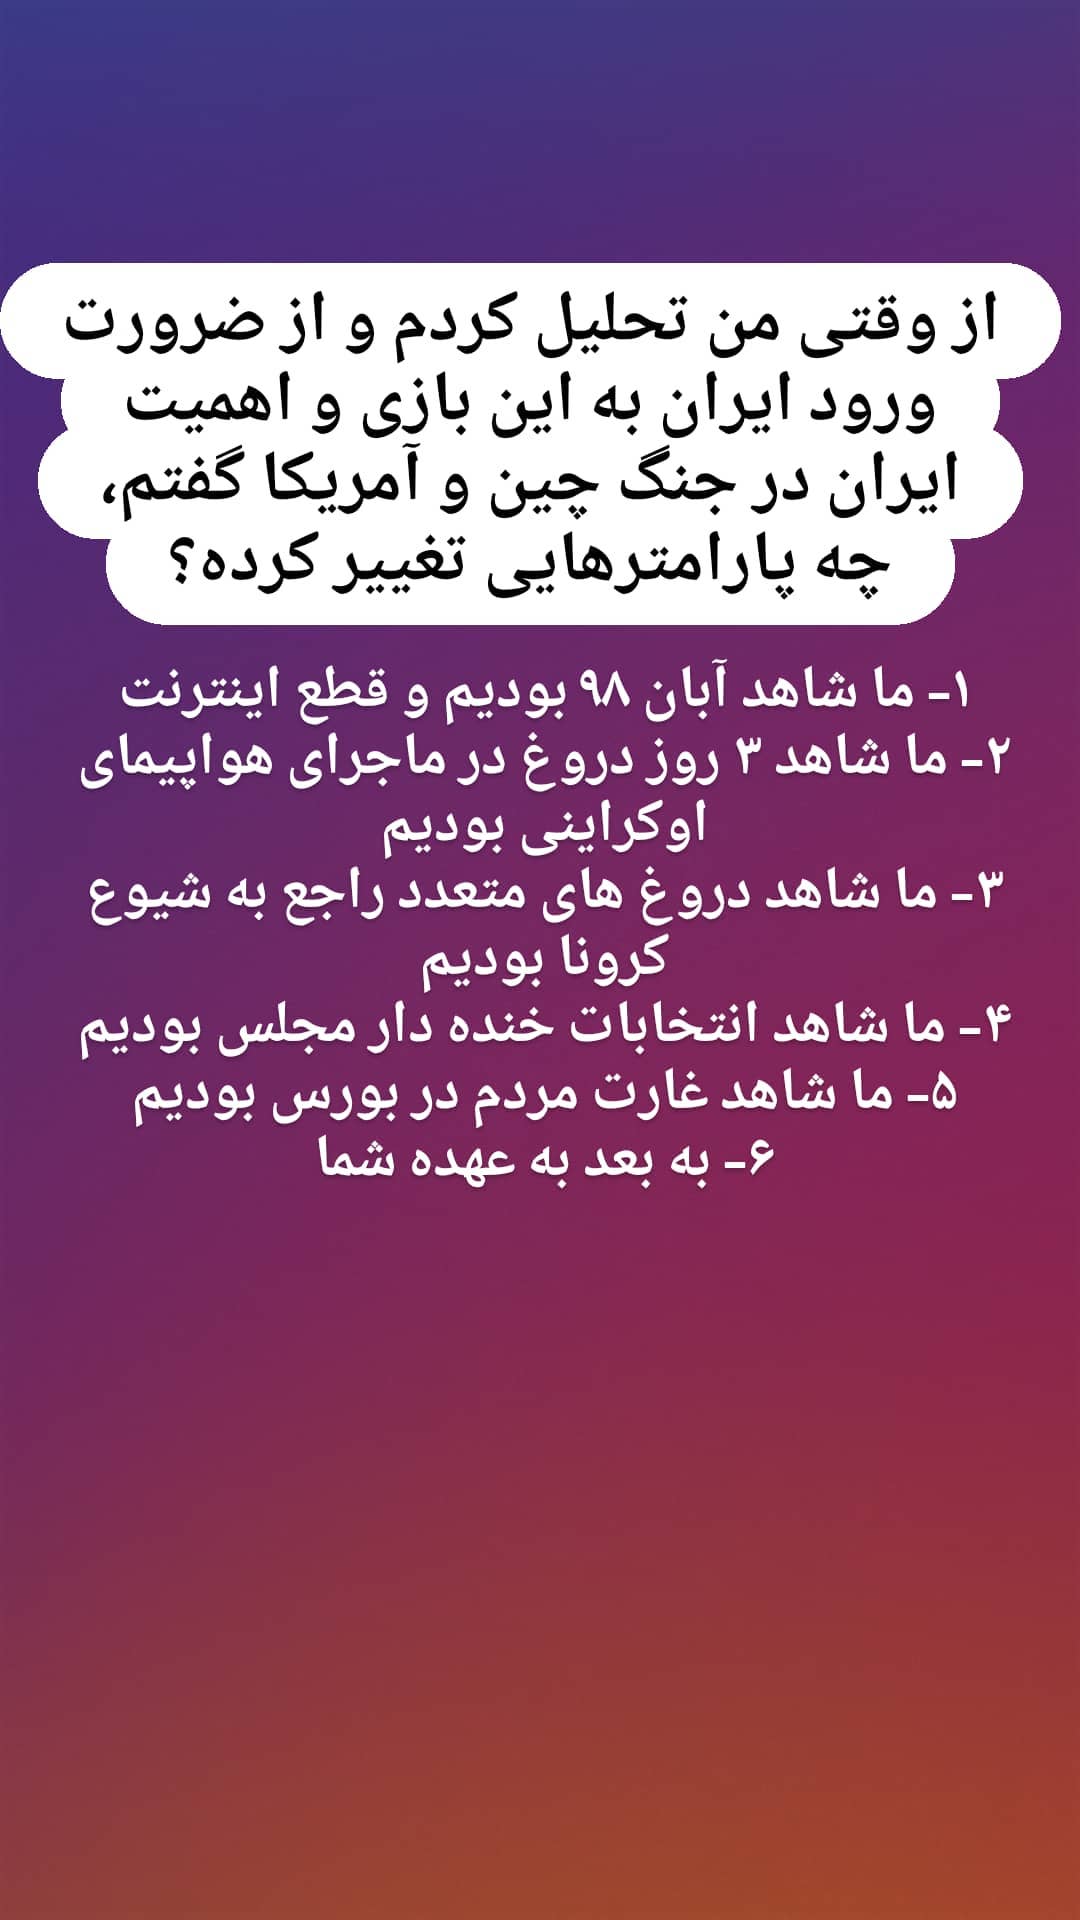 از وقتی من تحلیل کردم و از ضرورت
ورود ایران به این بازی و اهمیت
ایران در جنگ چین و آمریکا گفتم،
چه پارامترهایی تغییر کرده؟
۱- ما شاهد آبان ۹۸ بودیم و قطع اینترنت
۲- ما شاهد ۳ روز دروغ در ماجرای هواپیمای
اوکراینی بودیم
۳- ما شاهد دروغ های متعدد راجع به شیوع
کرونا بودیم
۴- ما شاهد انتخابات خنده دار مجلس بودیم
۵- ما شاهد غارت مردم در بورس بودیم
۶- به بعد به عهده شما